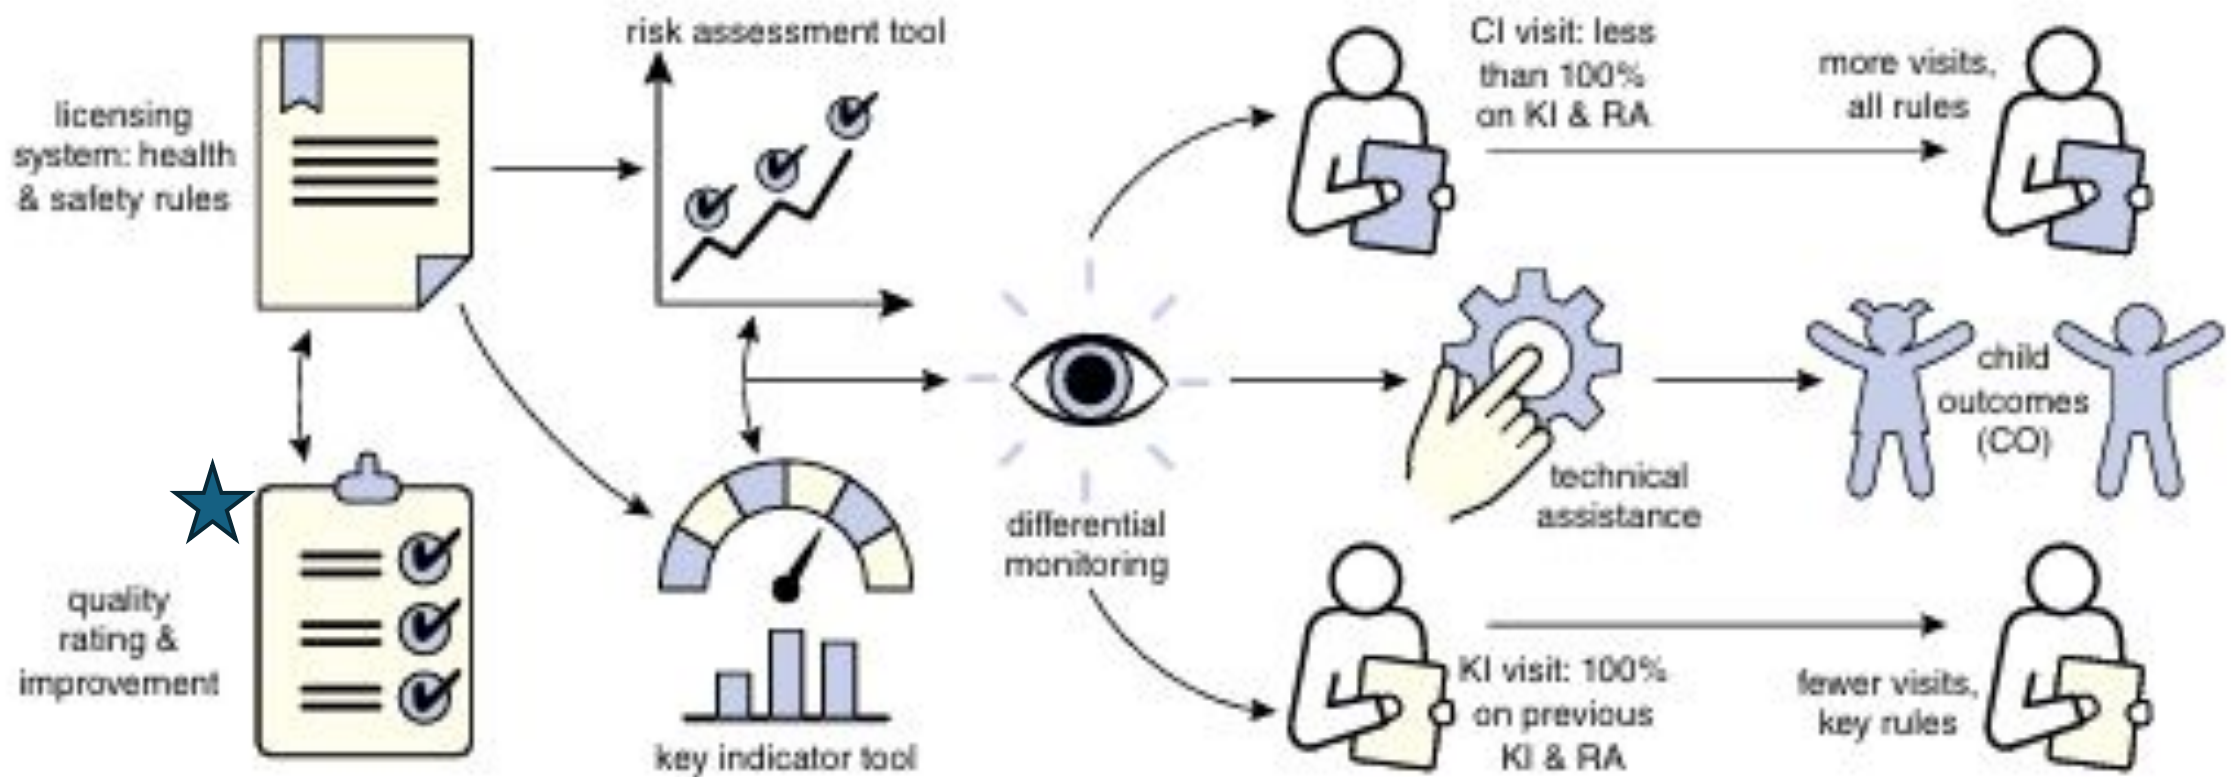 licensing
system: health
& safety rules
quality
rating &
improvement
risk assessment tool
key indicator tool
differential
monitoring
CI visit: less
than 100%
on KI & RA
more visits,
all rules
technical
assistance
child
outcomes
(CO)
KI visit: 100%
on previous
KI & RA
fewer visits,
key rules